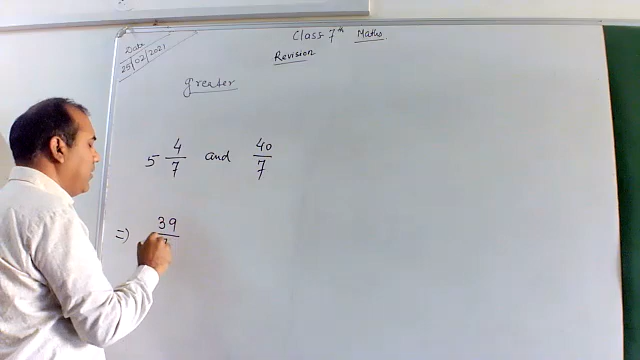 Class 7th Maths
Revision
Date
25/02/2021
greater
5 4/7 and 40/7
⇒ 39/